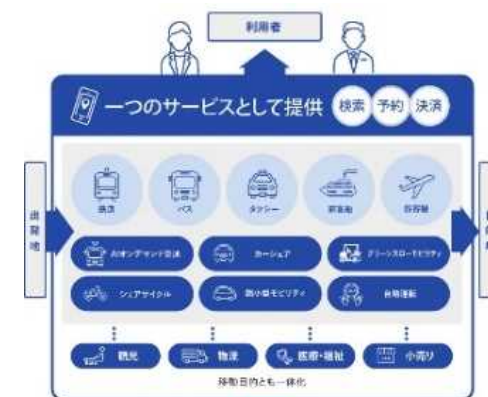 利用者
一つのサービスとして提供 検索 予約 決済
出発地
鉄道 バス タクシー 旅客船 旅客機
AIオンデマンド交通 カーシェア グリーンスローモビリティ
シェアサイクル 超小型モビリティ 自動運転
観光 物流 医療・福祉 小売り
移動目的とも一体化